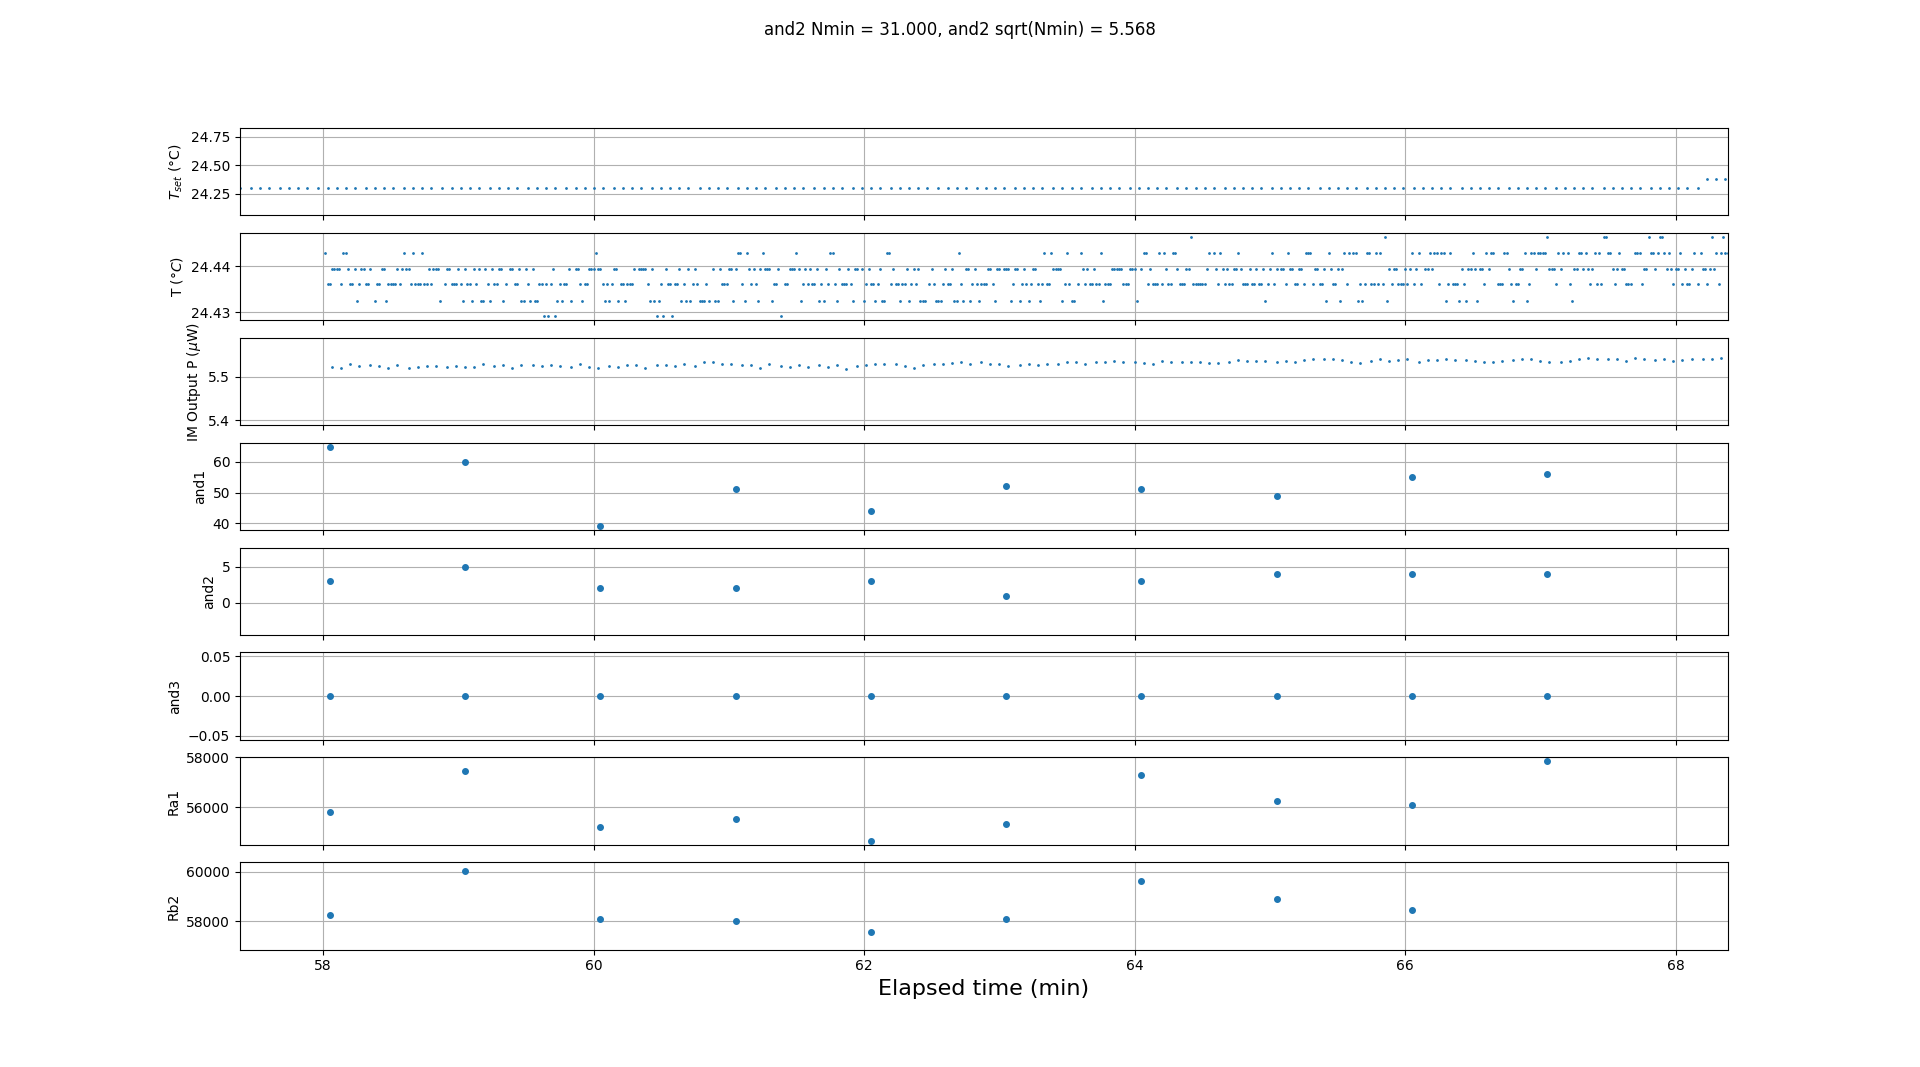 and2 Nmin = 31.000, and2 sqrt(Nmin) = 5.568
24.75
24.50
24.25
T_set (°C)
24.44
24.43
T (°C)
5.5
5.4
IM Output P (μW)
60
50
40
and1
5
0
and2
0.05
0.00
−0.05
and3
58000
56000
Ra1
60000
58000
Rb2
58 60 62 64 66 68
Elapsed time (min)